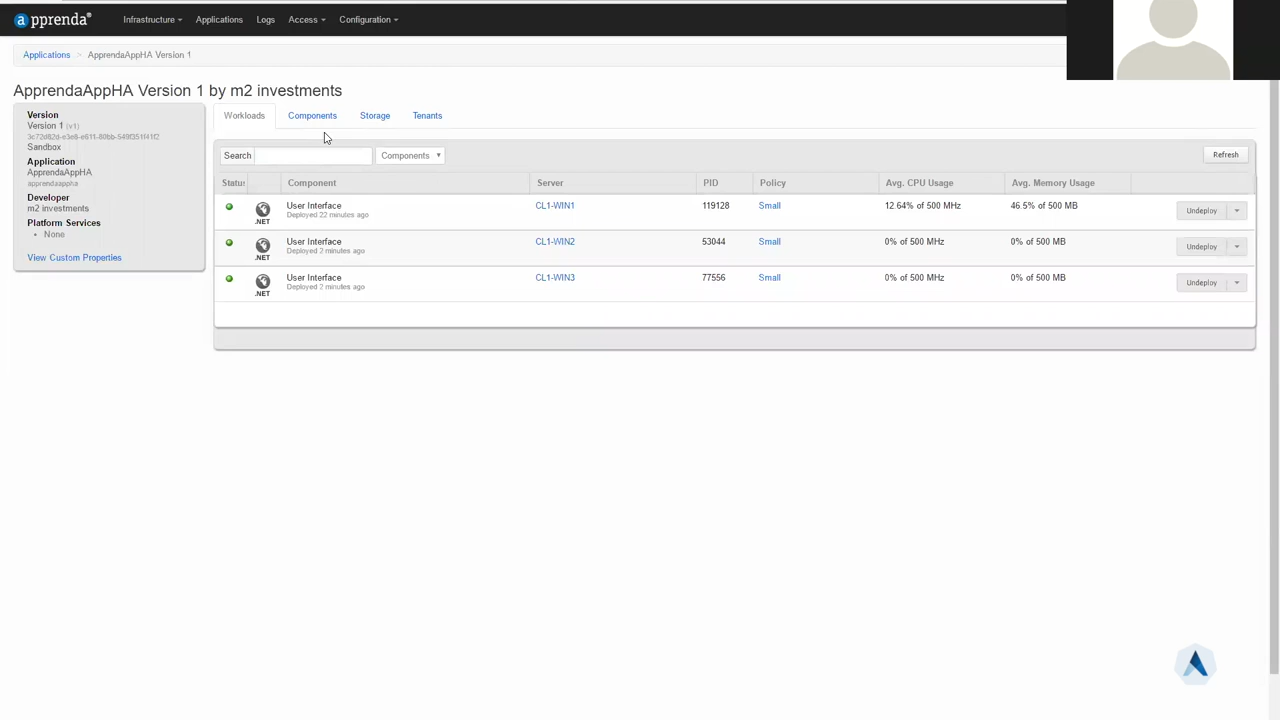 apprenda® Infrastructure Applications Logs Access Configuration
Applications > ApprendaAppHA Version 1
ApprendaAppHA Version 1 by m2 investments
Version
Version 1 (v1)
3c72d82d-e3e8-e611-80bb-549f351f41f2
Sandbox
Application
ApprendaAppHA
apprendaappha
Developer
m2 investments
Platform Services
• None
View Custom Properties
Workloads Components Storage Tenants
Search Components Refresh
Status Component Server PID Policy Avg. CPU Usage Avg. Memory Usage
.NET User Interface CL1-WIN1 119128 Small 12.64% of 500 MHz 46.5% of 500 MB Undeploy
Deployed 22 minutes ago
.NET User Interface CL1-WIN2 53044 Small 0% of 500 MHz 0% of 500 MB Undeploy
Deployed 2 minutes ago
.NET User Interface CL1-WIN3 77556 Small 0% of 500 MHz 0% of 500 MB Undeploy
Deployed 2 minutes ago